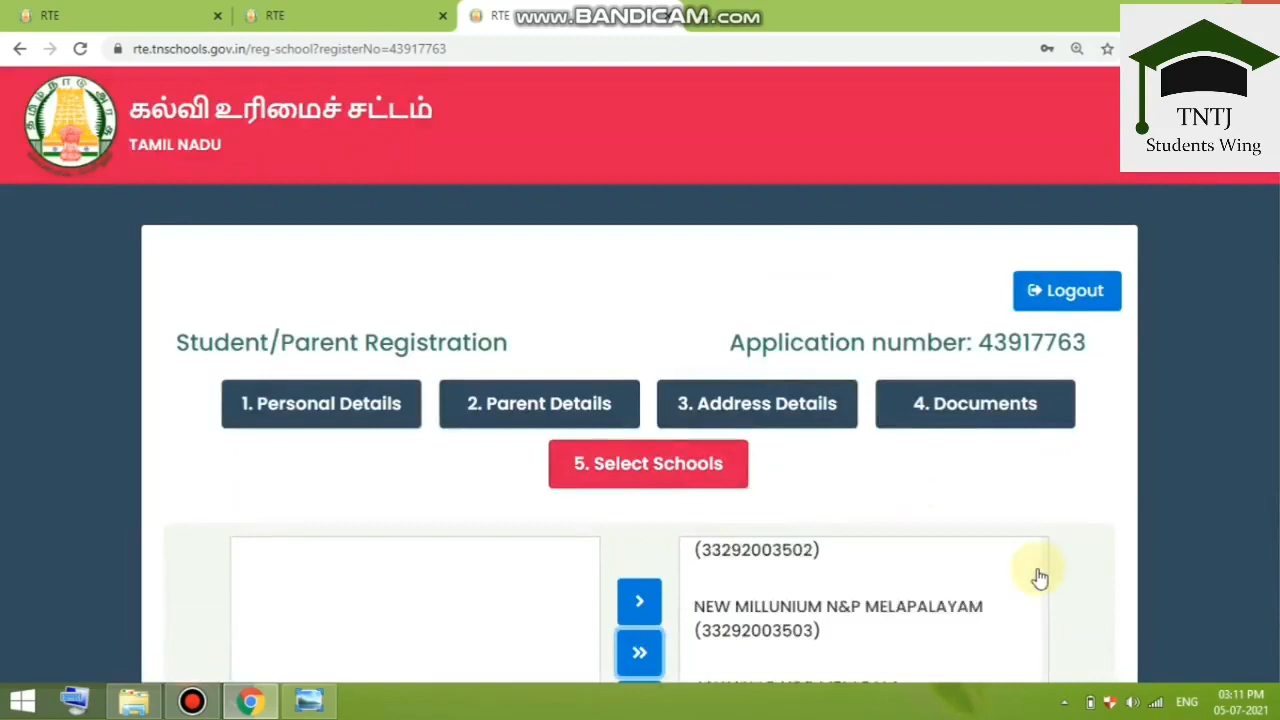 RTE
RTE
RTE
www.BANDICAM.com
rte.tnschools.gov.in/reg-school?registerNo=43917763
கல்வி உரிமைச் சட்டம்
TAMIL NADU
TNTJ
Students Wing
Logout
Student/Parent Registration
Application number: 43917763
1. Personal Details
2. Parent Details
3. Address Details
4. Documents
5. Select Schools
(33292003502)
NEW MILLUNIUM N&P MELAPALAYAM
(33292003503)
ENG
03:11 PM
05-07-2021